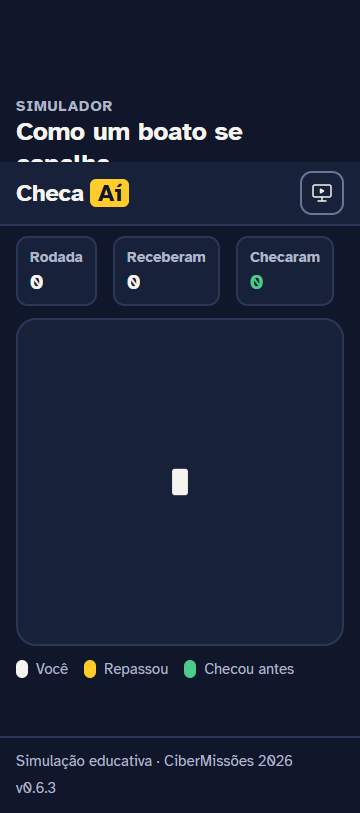 SIMULADOR
Como um boato se
Checa Aí
Rodada
0
Receberam
0
Checaram
0
Você
Repassou
Checou antes
Simulação educativa · CiberMissões 2026
v0.6.3